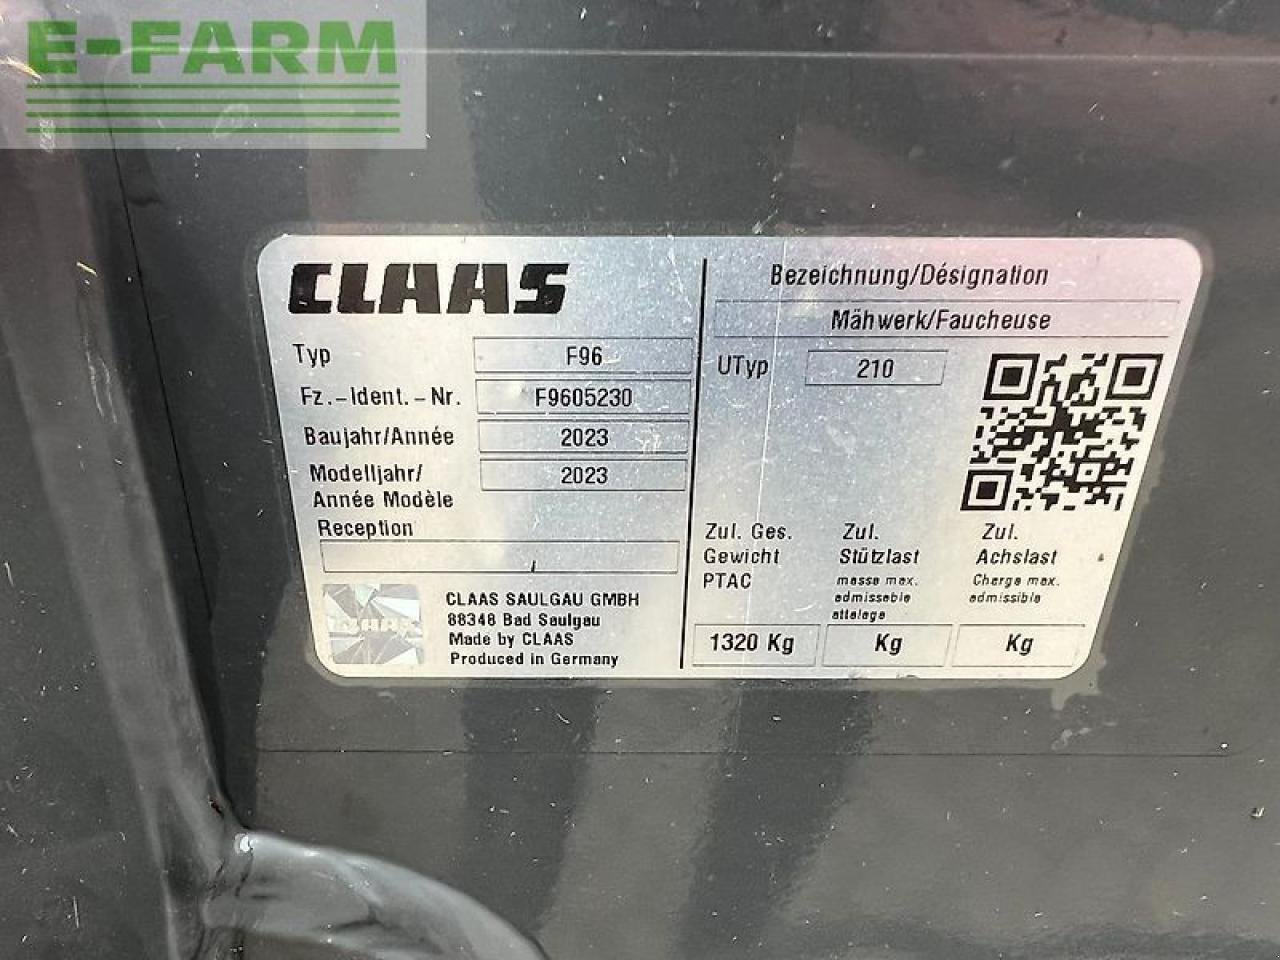 E-FARM
CLAAS
Typ F96
Fz.-Ident.-Nr. F9605230
Baujahr/Année 2023
Modelljahr/ 2023
Année Modèle
Reception
CLAAS SAULGAU GMBH
88348 Bad Saulgau
Made by CLAAS
Produced in Germany
Bezeichnung/Désignation
Mähwerk/Faucheuse
UTyp 210
Zul. Ges.
Gewicht
PTAC
1320 Kg
Zul.
Stützlast
masse max.
admissable
attelage
Kg
Zul.
Achslast
Charge max.
admissible
Kg
CLAAS